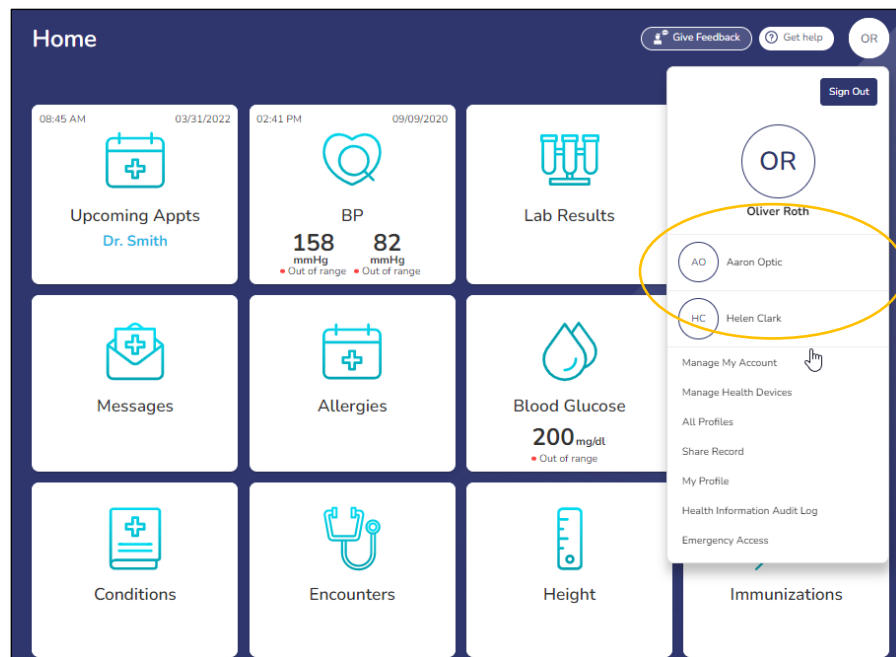 Home
Give Feedback
Get help
OR
Sign Out
OR
Oliver Roth
AO Aaron Optic
HC Helen Clark
Manage My Account
Manage Health Devices
All Profiles
Share Record
My Profile
Health Information Audit Log
Emergency Access
08:45 AM 03/31/2022
Upcoming Appts
Dr. Smith
02:41 PM 09/09/2020
BP
158 82
mmHg mmHg
Out of range Out of range
Lab Results
Messages
Allergies
Blood Glucose
200 mg/dl
Out of range
Conditions
Encounters
Height
Immunizations